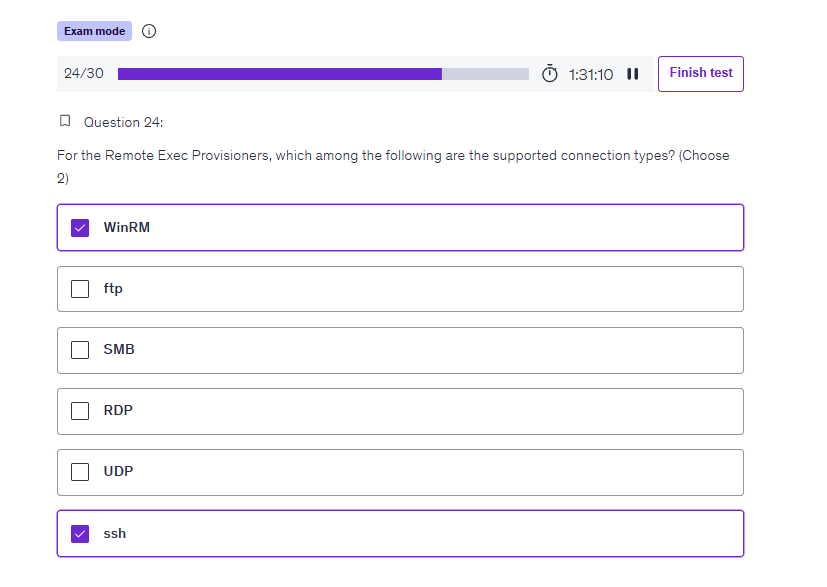 Exam mode
24/30
1:31:10
Finish test
Question 24:
For the Remote Exec Provisioners, which among the following are the supported connection types? (Choose
2)
WinRM
ftp
SMB
RDP
UDP
ssh